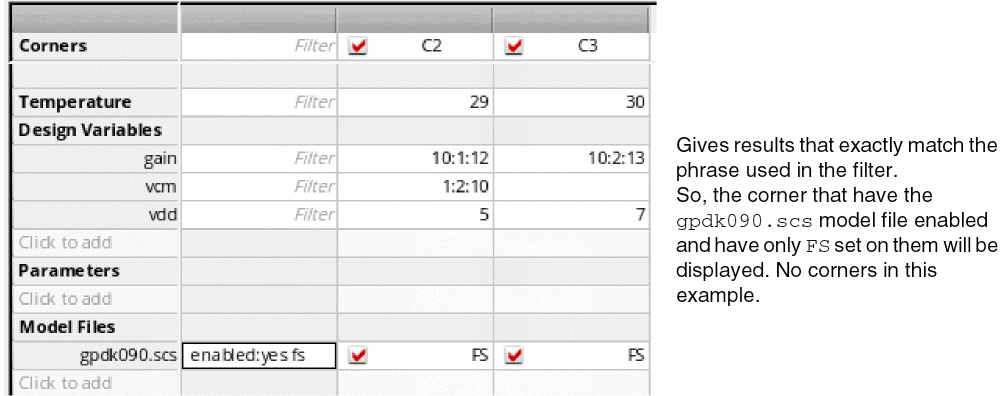 Corners Filter C2 C3
Temperature Filter 29 30
Design Variables
gain Filter 10:1:12 10:2:13
vcm Filter 1:2:10
vdd Filter 5 7
Click to add
Parameters
Click to add
Model Files
gpdk090.scs enabled:yes fs FS FS
Click to add
Gives results that exactly match the
phrase used in the filter.
So, the corner that have the
gpdk090.scs model file enabled
and have only FS set on them will be
displayed. No corners in this
example.